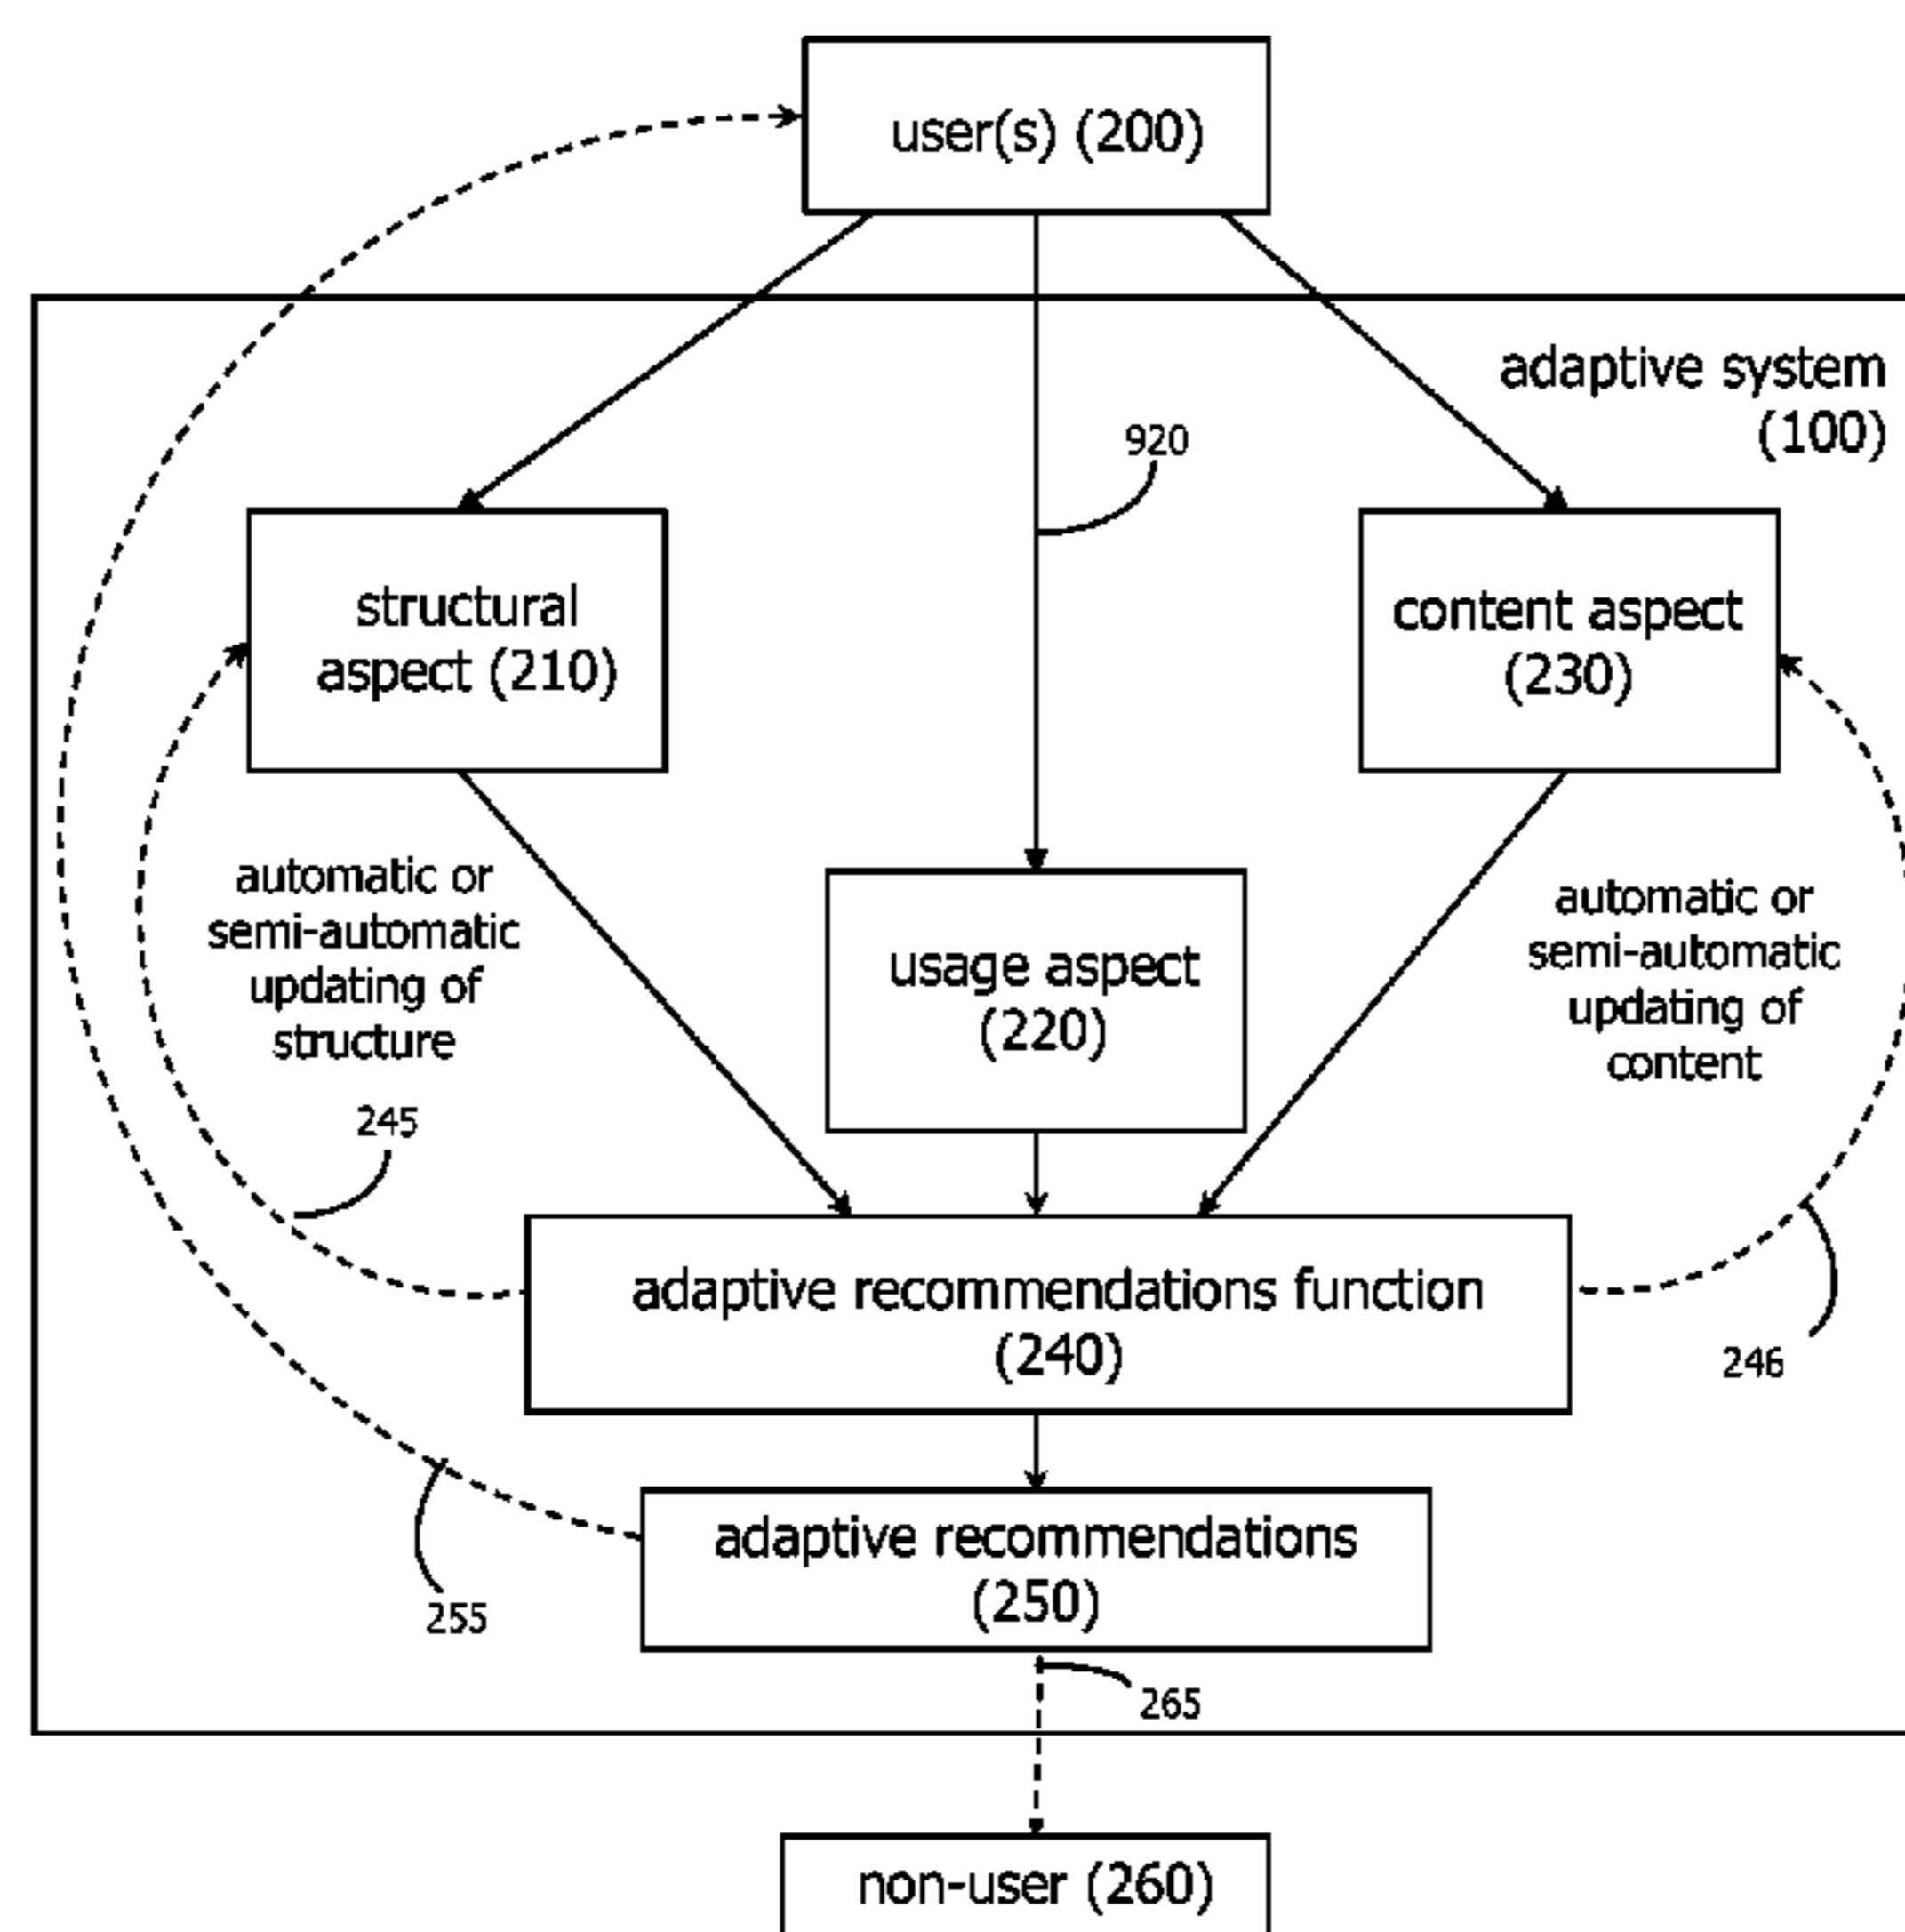 user(s) (200)
adaptive system
(100)
920
structural
aspect (210)
content aspect
(230)
automatic or
semi-automatic
updating of
structure
usage aspect
(220)
automatic or
semi-automatic
updating of
content
245
adaptive recommendations function
(240)
246
adaptive recommendations
(250)
255
265
non-user (260)